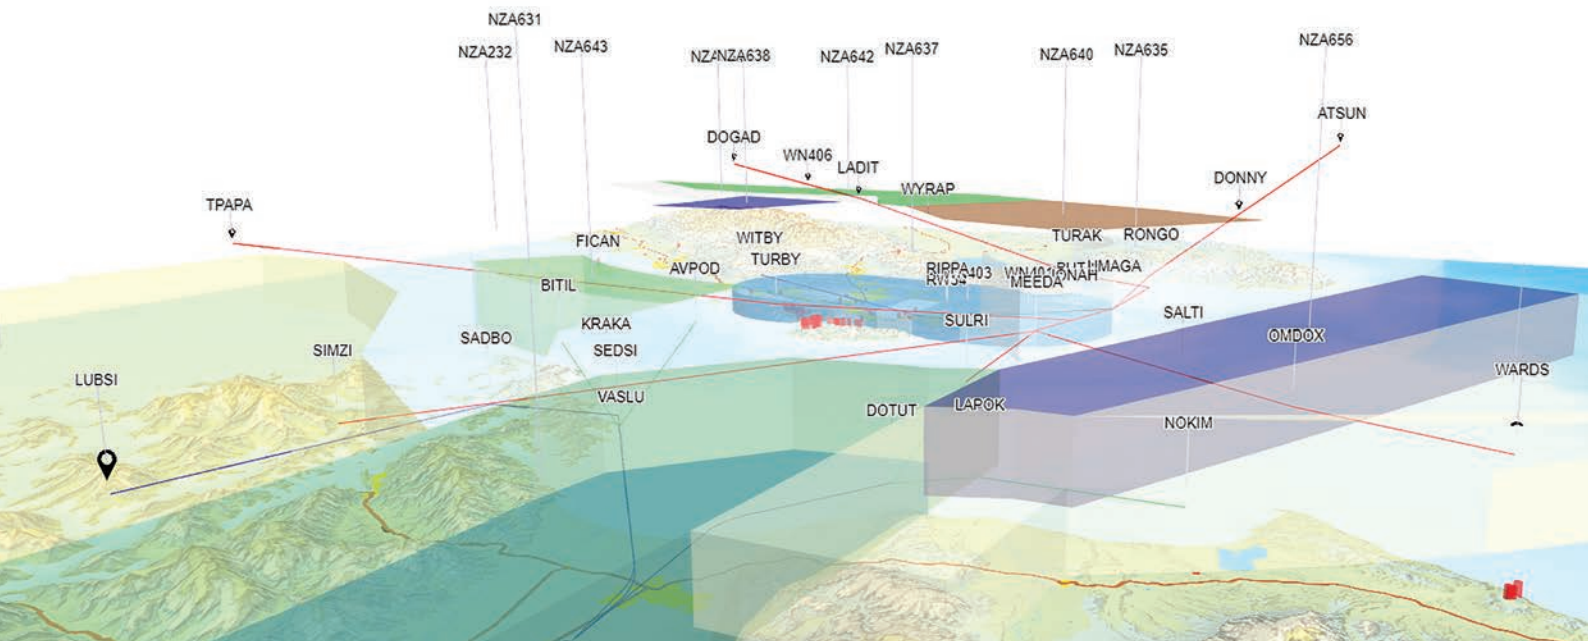 NZA631
NZA232
NZA643
NZA638
NZA642
NZA637
NZA640
NZA635
NZA656
ATSUN
DOGAD
WN406
LADIT
DONNY
WYRAP
TPAPA
FICAN
WITBY
TURBY
TURAK
RONGO
AVPOD
RIPPA
MEEDA
BITIL
SULRI
SALTI
KRAKA
SADBO
OMDOX
SIMZI
SEDSI
WARDS
LUBSI
VASLU
DOTUT
LAPOK
NOKIM